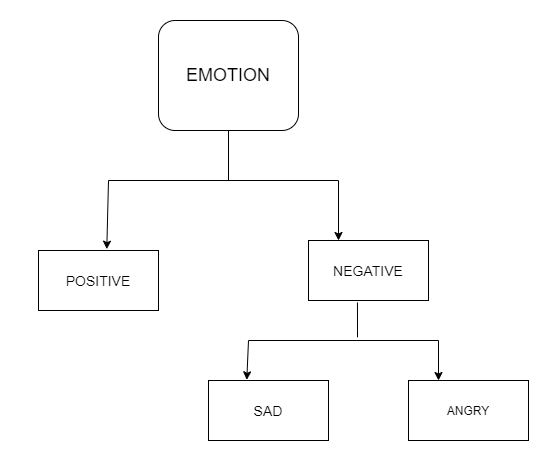 EMOTION
POSITIVE
NEGATIVE
SAD
ANGRY